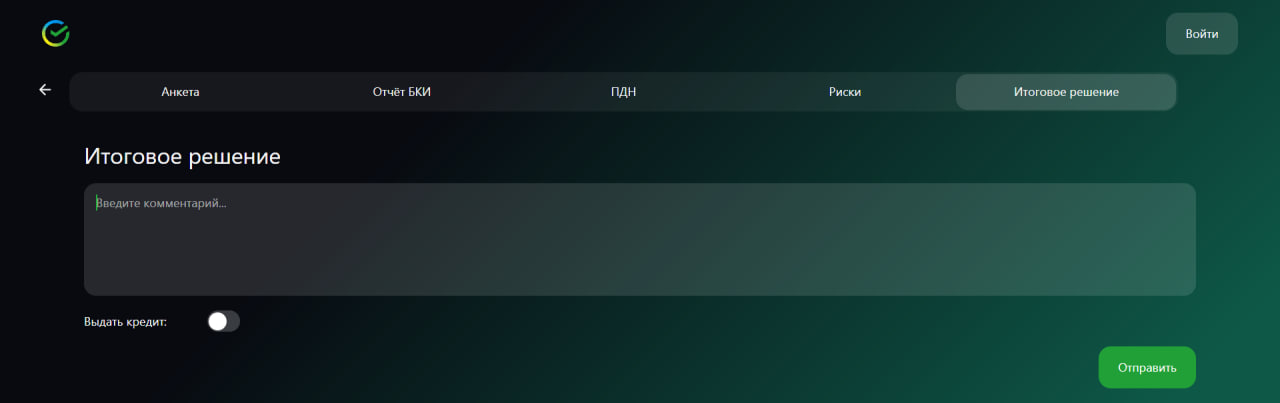 Войти
Анкета Отчёт БКИ ПДН Риски Итоговое решение
Итоговое решение
Введите комментарий...
Выдать кредит:
Отправить